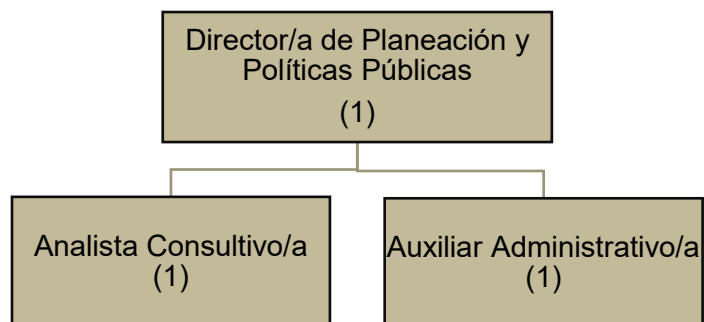 Director/a de Planeación y
Políticas Públicas
(1)
Analista Consultivo/a
(1)
Auxiliar Administrativo/a
(1)